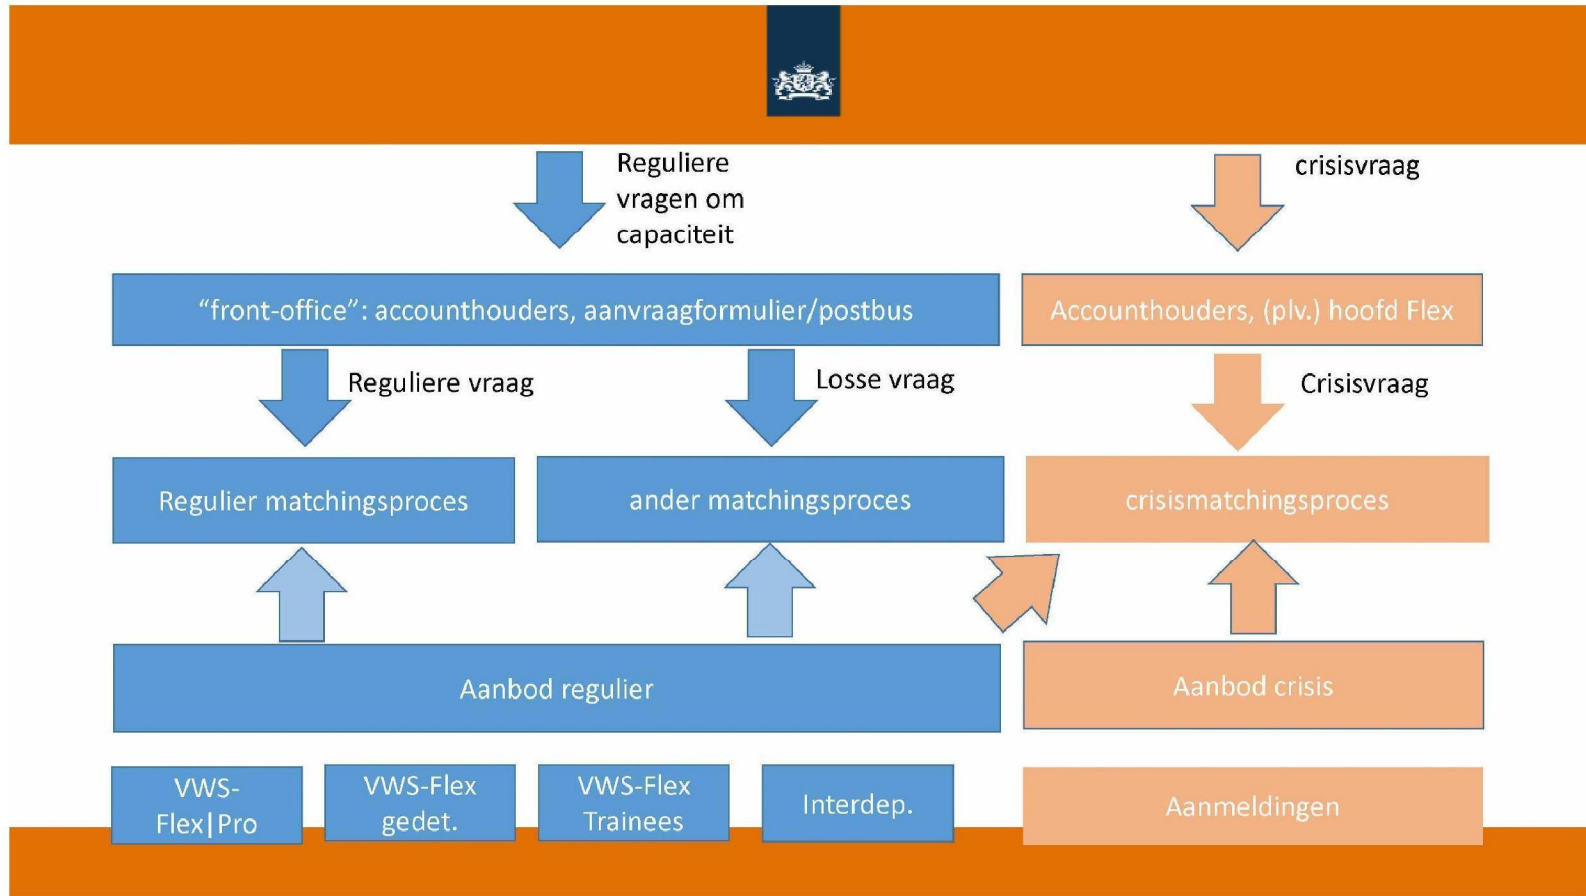 Reguliere
vragen om
capaciteit
crisisvraag
“front-office”: accounthouders, aanvraagformulier/postbus
Accounthouders, (plv.) hoofd Flex
Reguliere vraag
Losse vraag
Crisisvraag
Regulier matchingsproces
ander matchingsproces
crisismatchingsproces
Aanbod regulier
Aanbod crisis
VWS-
Flex|Pro
VWS-Flex
gedet.
VWS-Flex
Trainees
Interdep.
Aanmeldingen